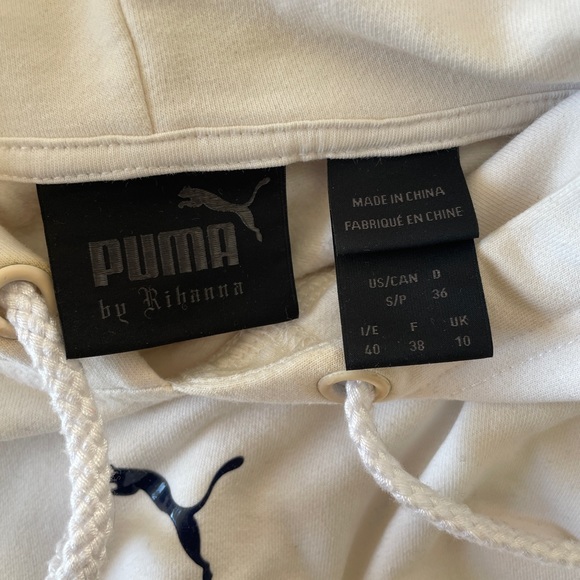 PUMA
by Rihanna
MADE IN CHINA
FABRIQUÉ EN CHINE
US/CAN D
S/P 36
I/E F UK
40 38 10